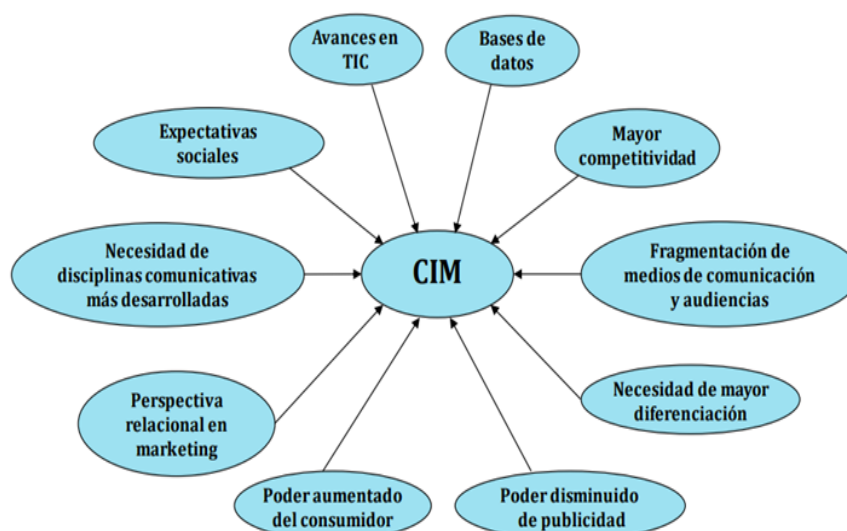 Avances en
TIC
Bases de
datos
Expectativas
sociales
Mayor
competitividad
Necesidad de
disciplinas comunicativas
más desarrolladas
CIM
Fragmentación de
medios de comunicación
y audiencias
Perspectiva
relacional en
marketing
Necesidad de mayor
diferenciación
Poder aumentado
del consumidor
Poder disminuido
de publicidad